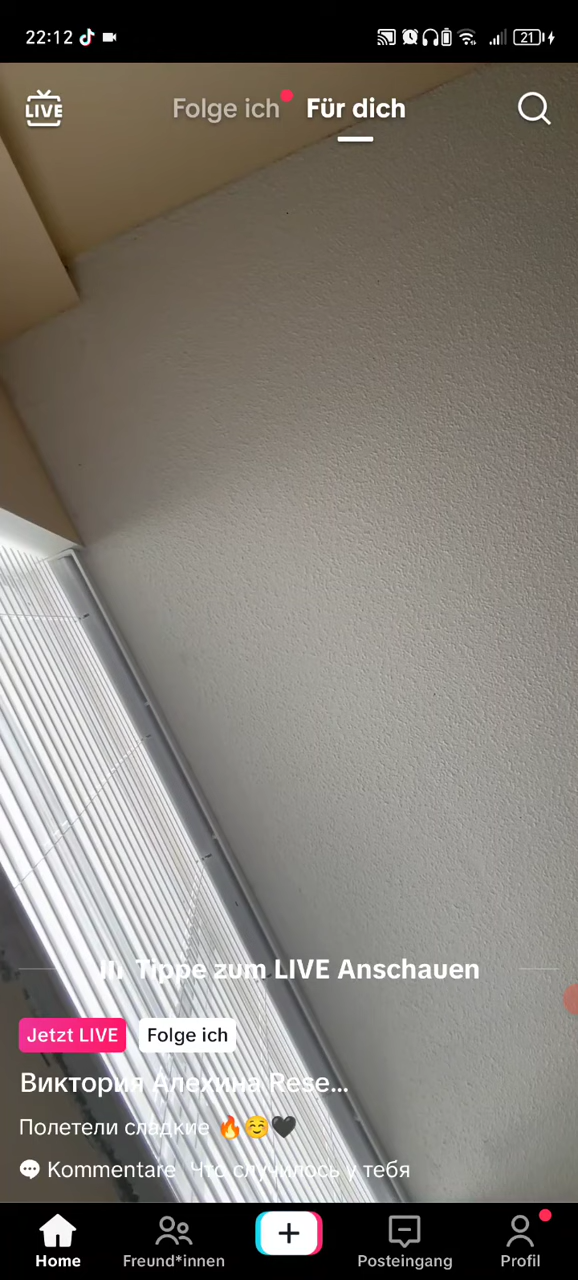 22:12
21
LIVE
Folge ich
Für dich
Tippe zum LIVE Anschauen
Jetzt LIVE
Folge ich
Виктория Алехина Rese...
Полетели сладкие 🔥☺️🖤
💬 Kommentare Что случилось у тебя
Home
Freund*innen
Posteingang
Profil